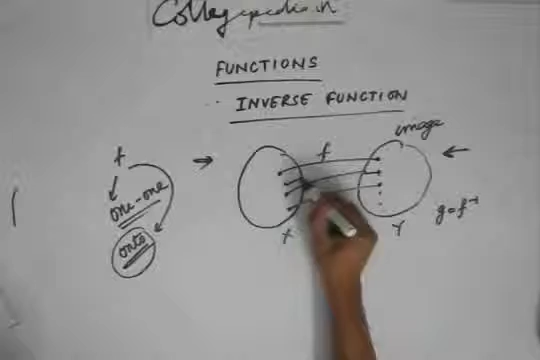 Collegepedia.in
FUNCTIONS
INVERSE FUNCTION
image
f
f
one-one
onto
X
Y
g = f⁻¹